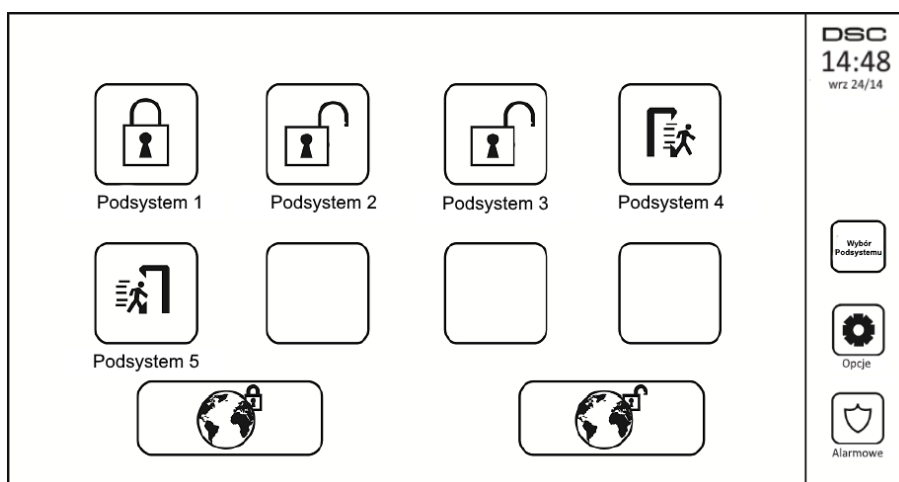 DSC
14:48
wrz 24/14
Podsystem 1
Podsystem 2
Podsystem 3
Podsystem 4
Wybór
Podsystemu
Podsystem 5
Opcje
Alarmowe